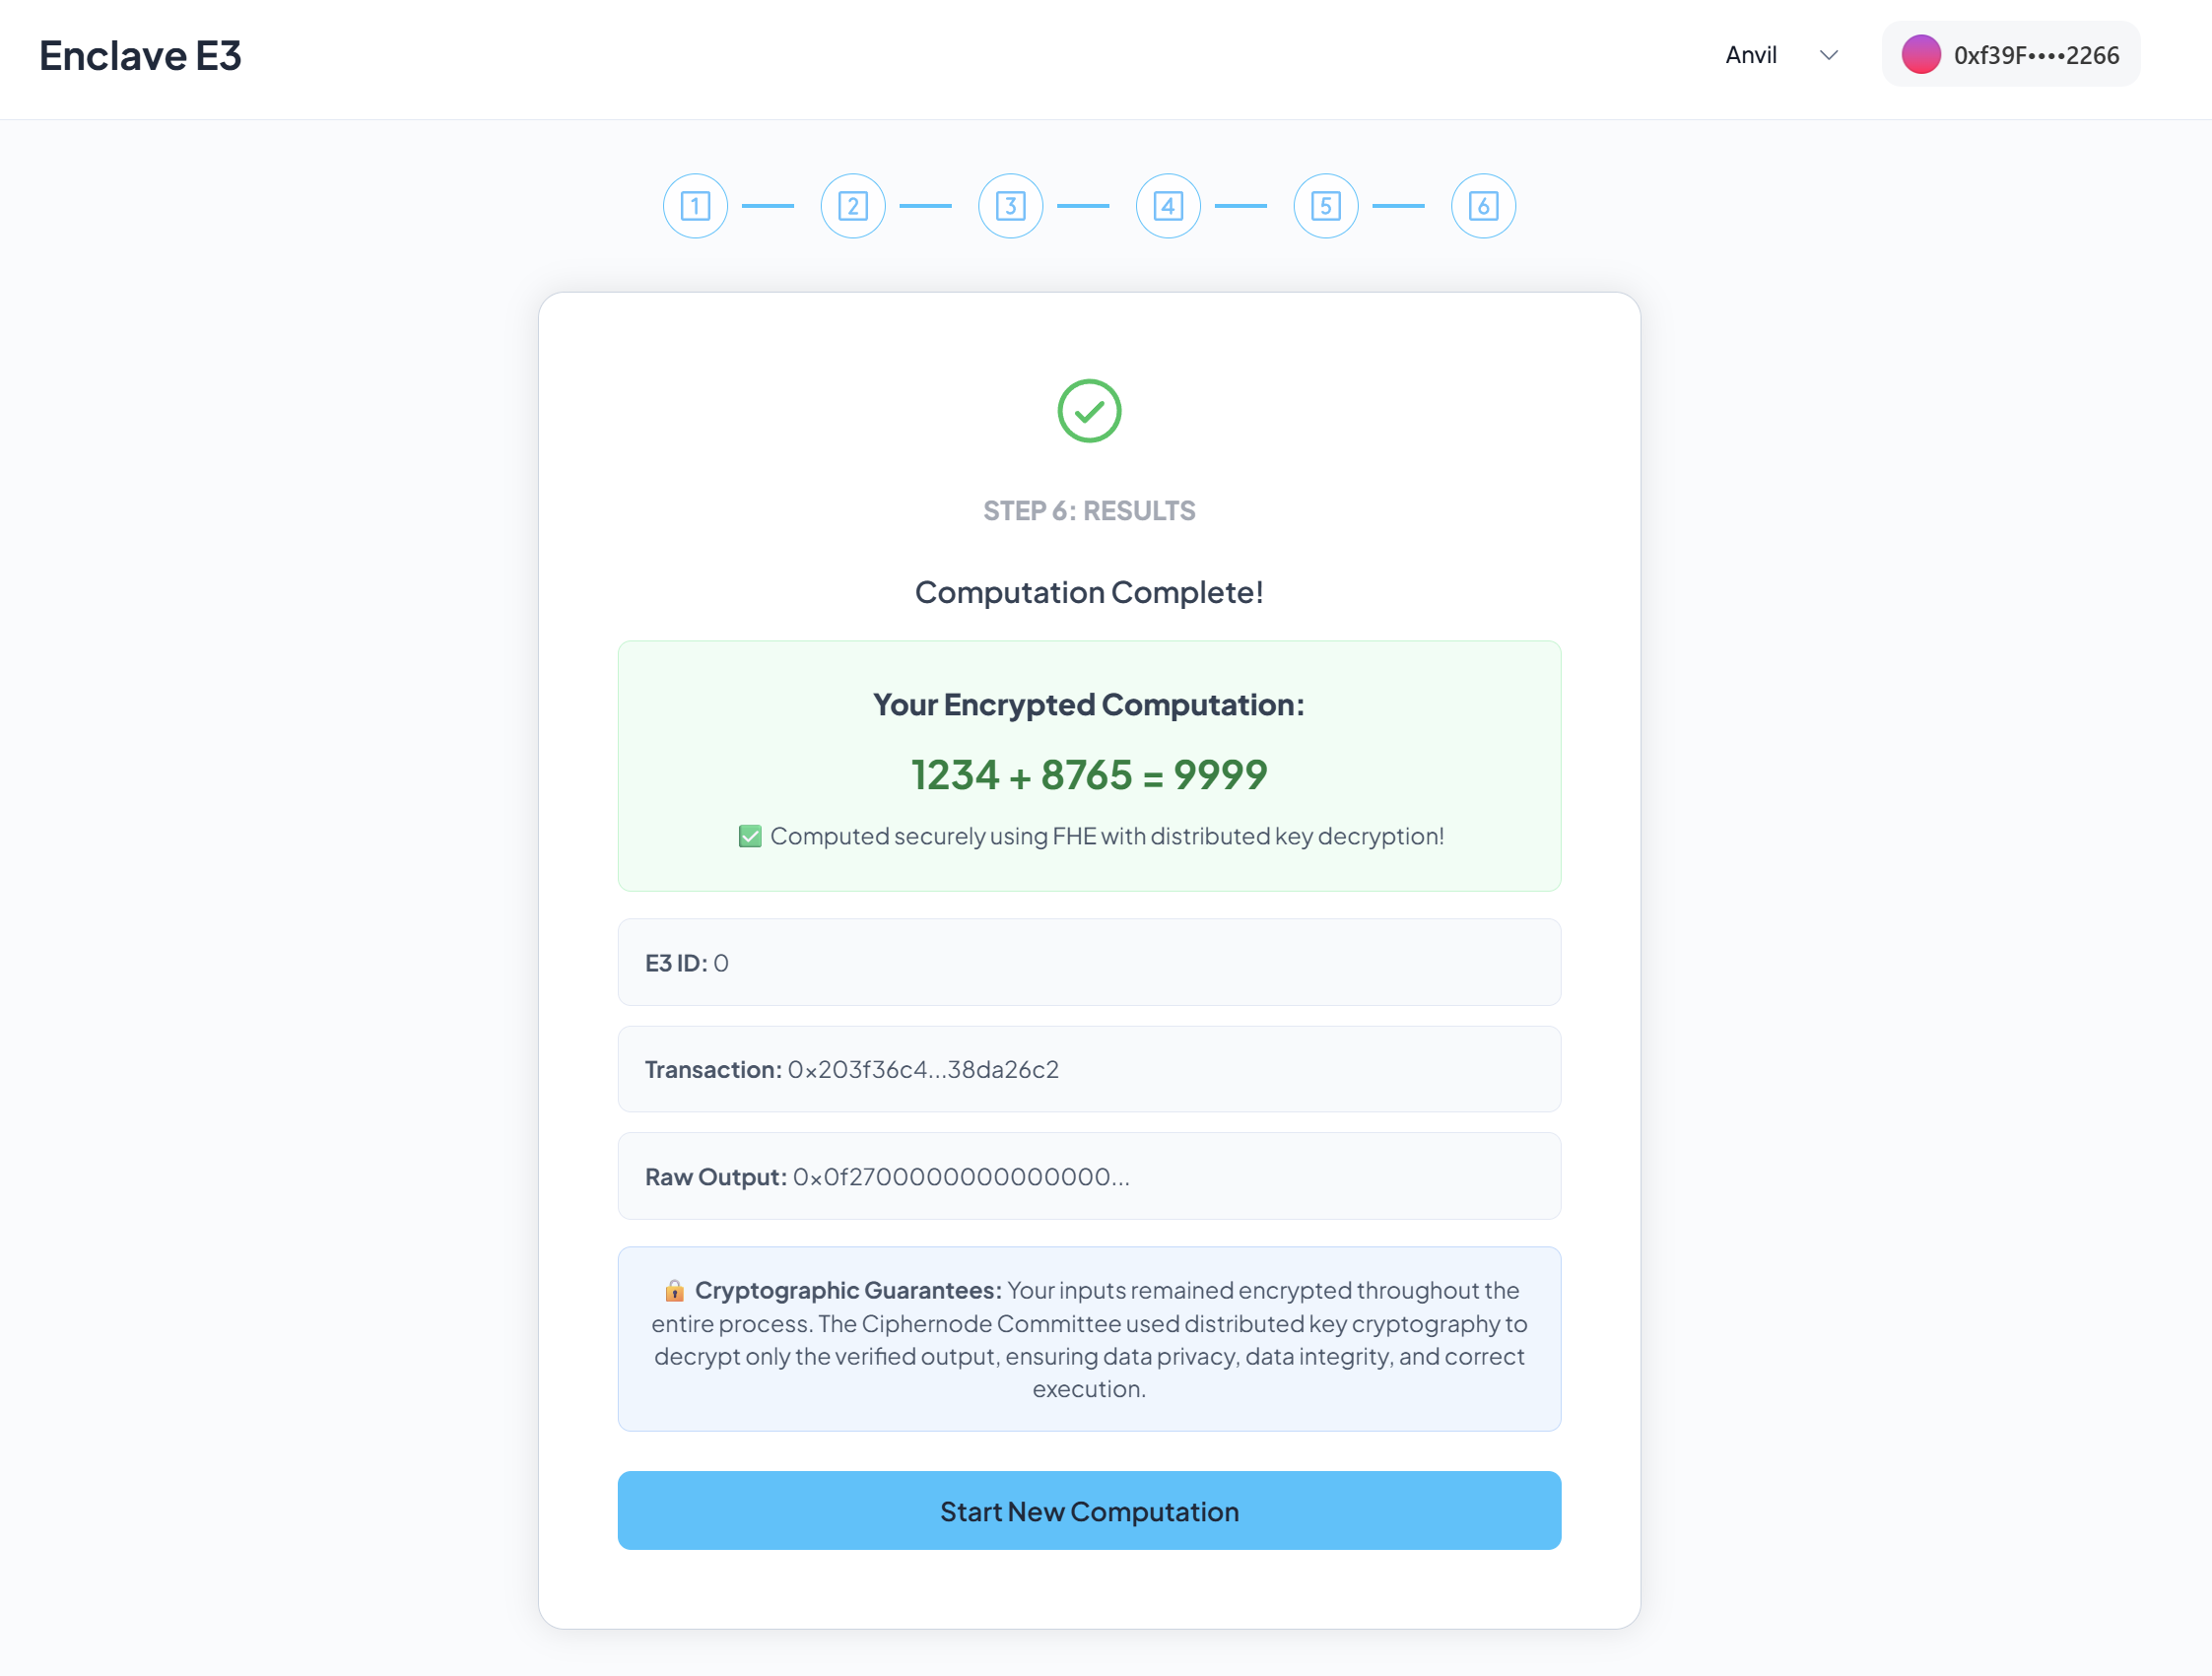 Enclave E3
Anvil
0xf39F••••2266
1
2
3
4
5
6
STEP 6: RESULTS
Computation Complete!
Your Encrypted Computation:
1234 + 8765 = 9999
✅ Computed securely using FHE with distributed key decryption!
E3 ID: 0
Transaction: 0x203f36c4...38da26c2
Raw Output: 0x0f2700000000000000...
🔒 Cryptographic Guarantees: Your inputs remained encrypted throughout the
entire process. The Ciphernode Committee used distributed key cryptography to
decrypt only the verified output, ensuring data privacy, data integrity, and correct
execution.
Start New Computation